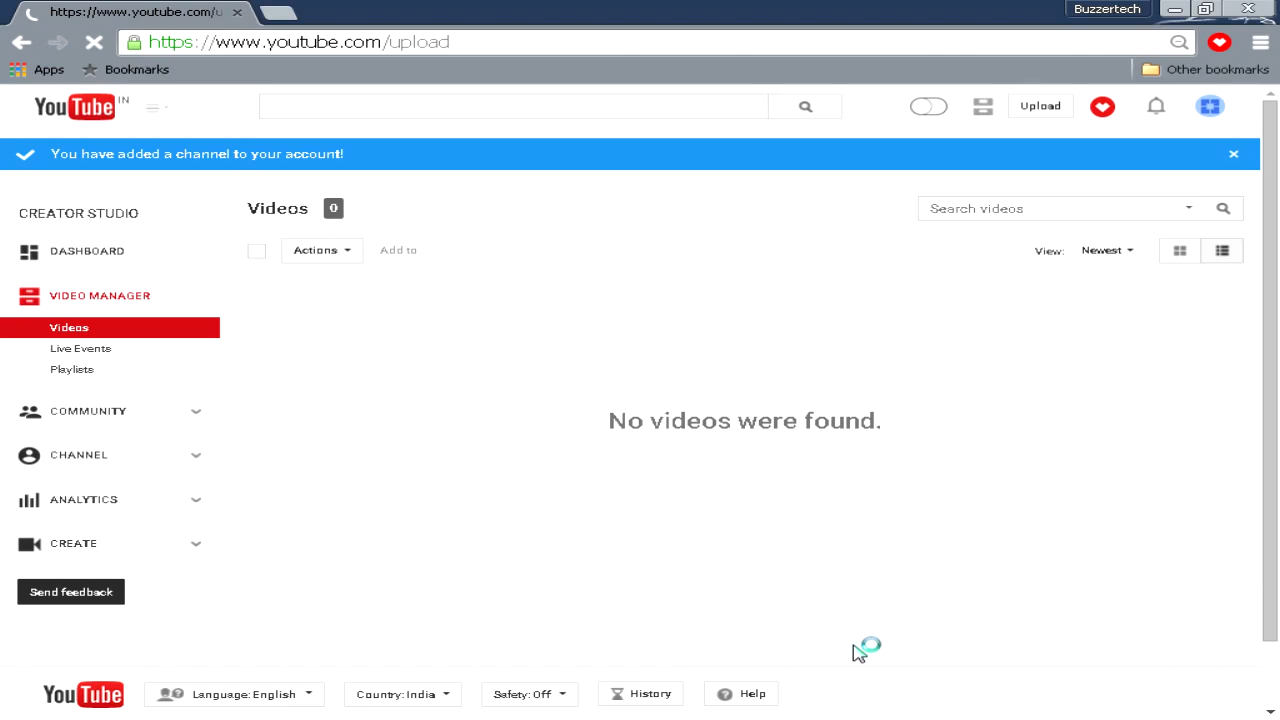 https://www.youtube.com/u
Buzzertech
https://www.youtube.com/upload
Apps
Bookmarks
Other bookmarks
YouTube IN
Upload
You have added a channel to your account!
CREATOR STUDIO
Videos 0
Search videos
DASHBOARD
Actions
Add to
View:
Newest
VIDEO MANAGER
Videos
Live Events
Playlists
COMMUNITY
No videos were found.
CHANNEL
ANALYTICS
CREATE
Send feedback
YouTube
Language: English
Country: India
Safety: Off
History
Help